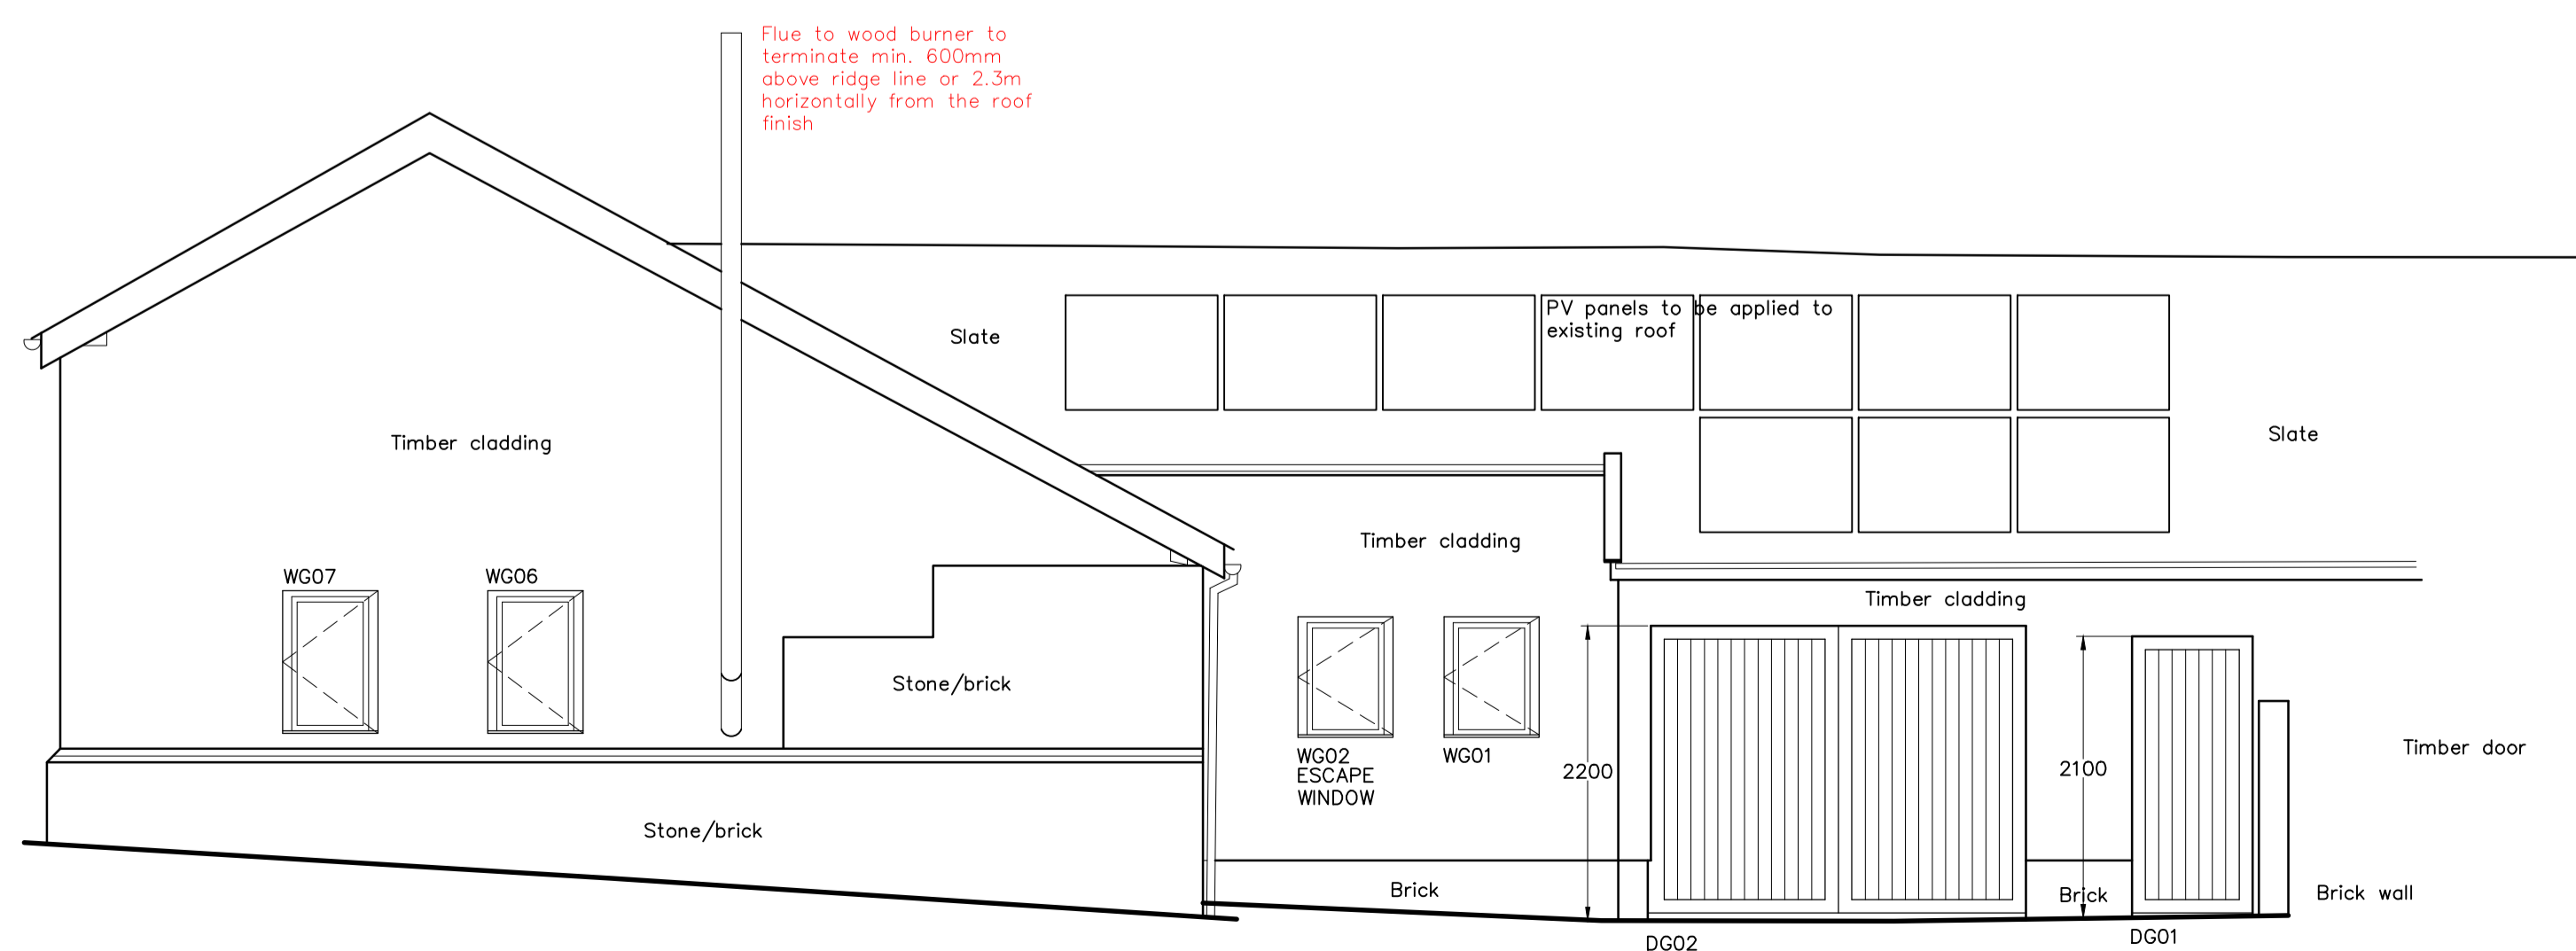 Flue to wood burner to
terminate min. 600mm
above ridge line or 2.3m
horizontally from the roof
finish
PV panels to be applied to
existing roof
Slate
Slate
Timber cladding
Timber cladding
WG07
WG06
Timber cladding
Stone/brick
WG02
ESCAPE
WINDOW
WG01
2200
2100
Timber door
Stone/brick
Brick
Brick
Brick wall
DG02
DG01